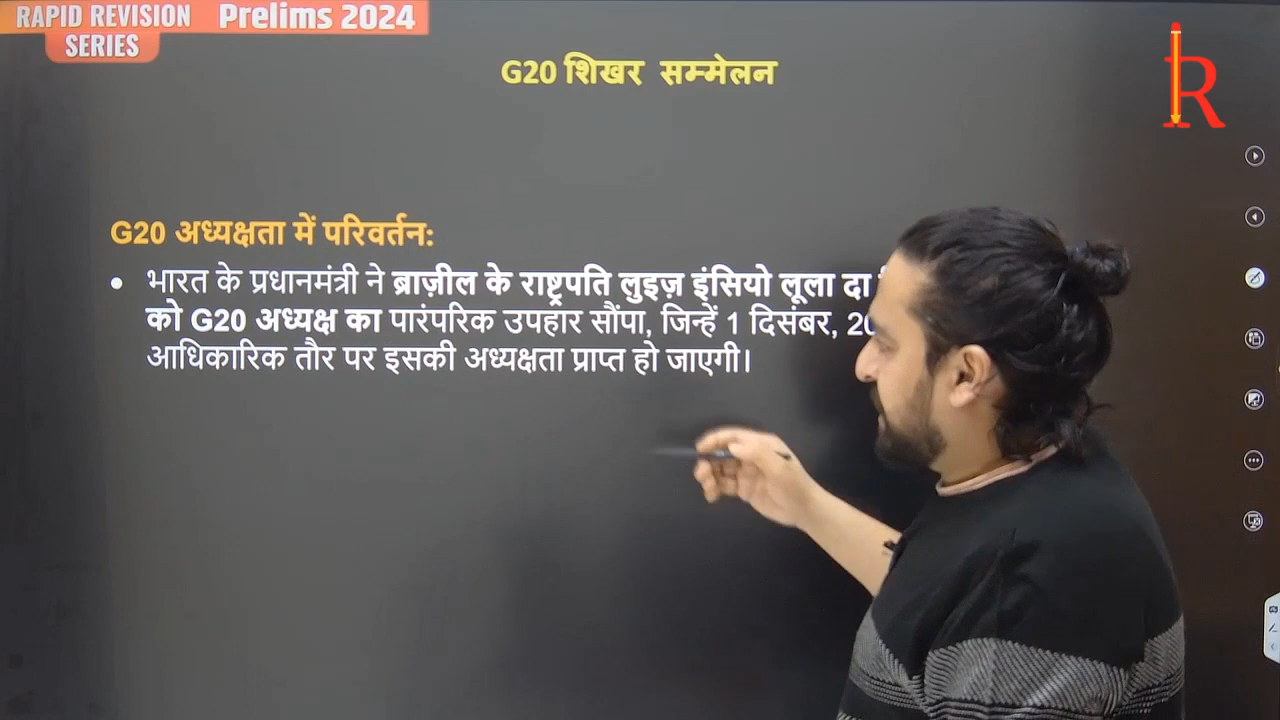 RAPID REVISION Prelims 2024
SERIES
G20 शिखर सम्मेलन
R
G20 अध्यक्षता में परिवर्तन:
• भारत के प्रधानमंत्री ने ब्राज़ील के राष्ट्रपति लुइज़ इंसियो लूला दा
को G20 अध्यक्ष का पारंपरिक उपहार सौंपा, जिन्हें 1 दिसंबर,
आधिकारिक तौर पर इसकी अध्यक्षता प्राप्त हो जाएगी।